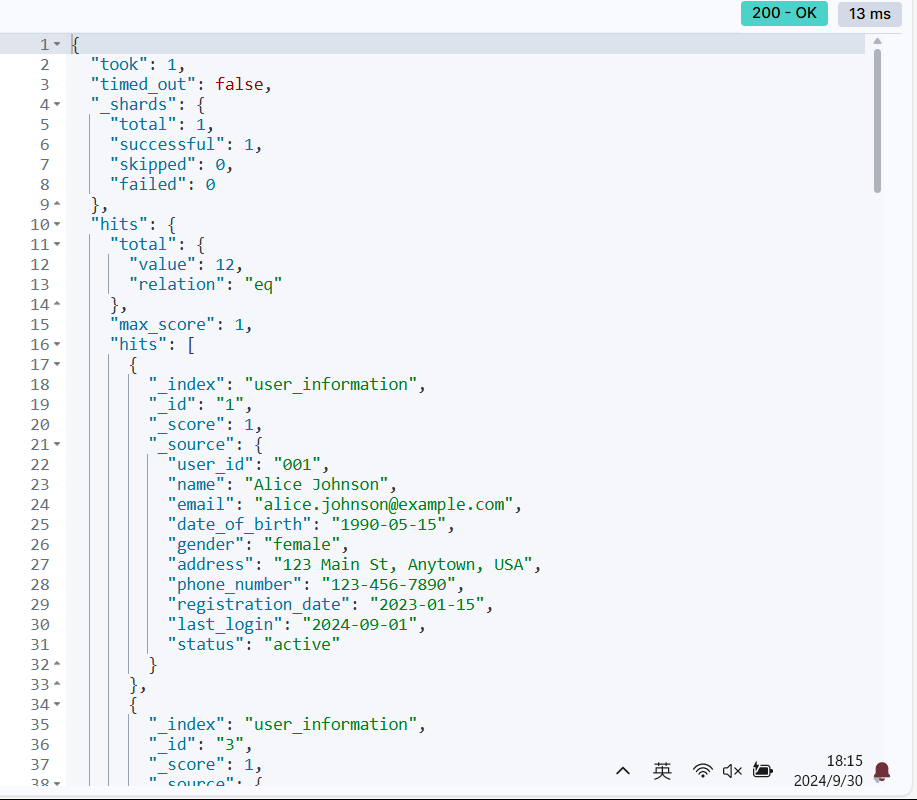 200 - OK 13 ms
1 {
2 "took": 1,
3 "timed_out": false,
4 "_shards": {
5 "total": 1,
6 "successful": 1,
7 "skipped": 0,
8 "failed": 0
9 },
10 "hits": {
11 "total": {
12 "value": 12,
13 "relation": "eq"
14 },
15 "max_score": 1,
16 "hits": [
17 {
18 "_index": "user_information",
19 "_id": "1",
20 "_score": 1,
21 "_source": {
22 "user_id": "001",
23 "name": "Alice Johnson",
24 "email": "alice.johnson@example.com",
25 "date_of_birth": "1990-05-15",
26 "gender": "female",
27 "address": "123 Main St, Anytown, USA",
28 "phone_number": "123-456-7890",
29 "registration_date": "2023-01-15",
30 "last_login": "2024-09-01",
31 "status": "active"
32 }
33 },
34 {
35 "_index": "user_information",
36 "_id": "3",
37 "_score": 1,
38 "_source": {
英
18:15
2024/9/30